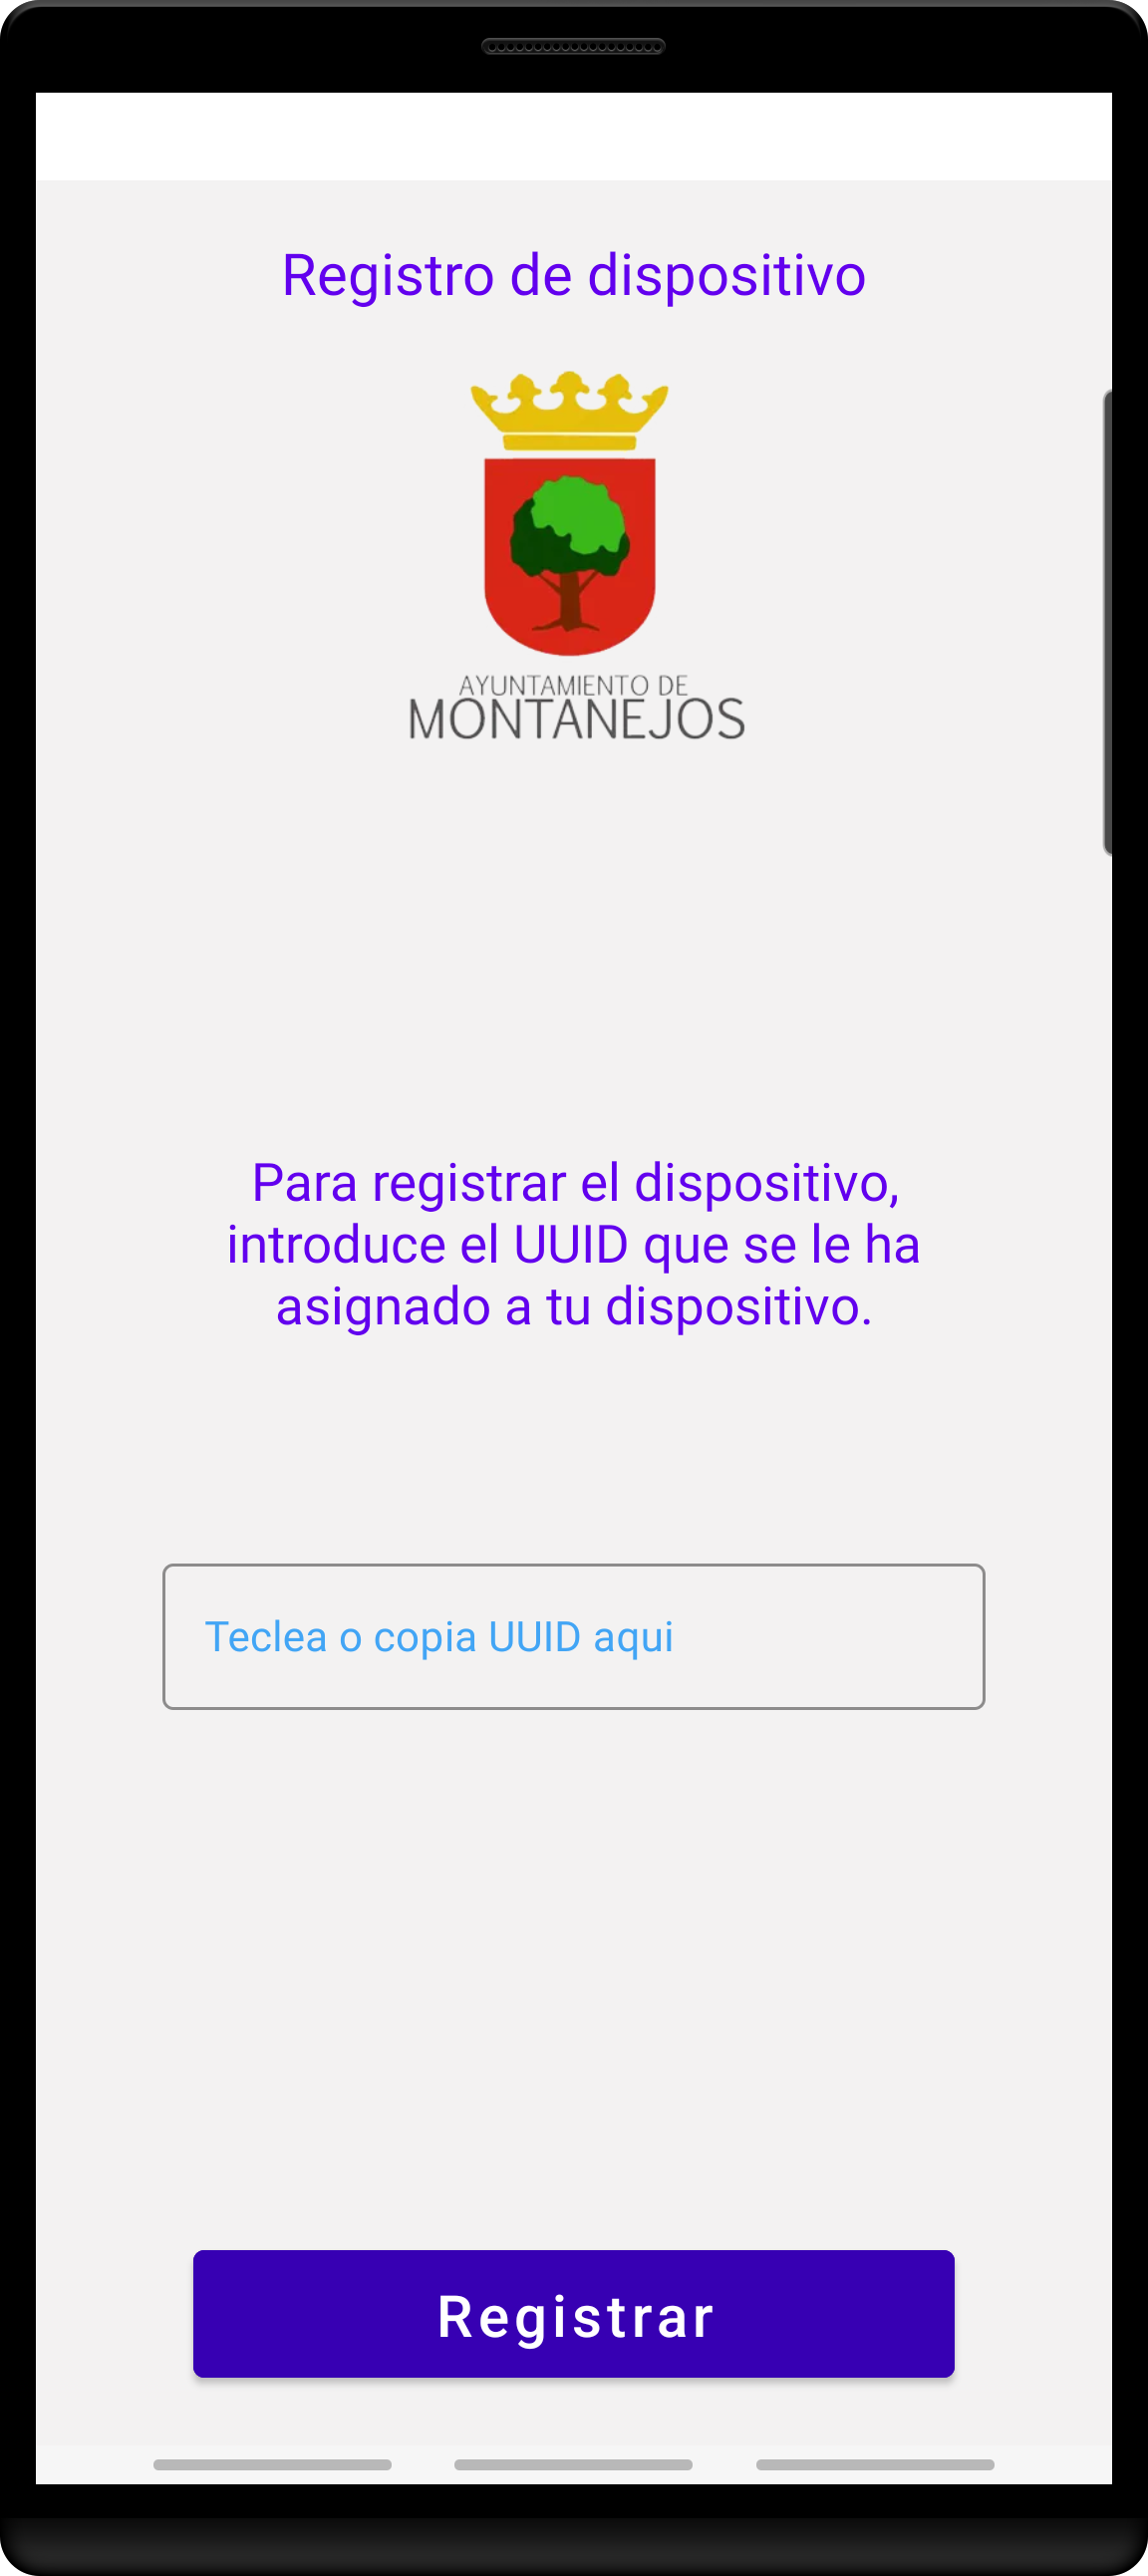 Registro de dispositivo
AYUNTAMIENTO DE
MONTANEJOS
Para registrar el dispositivo,
introduce el UUID que se le ha
asignado a tu dispositivo.
Teclea o copia UUID aqui
Registrar